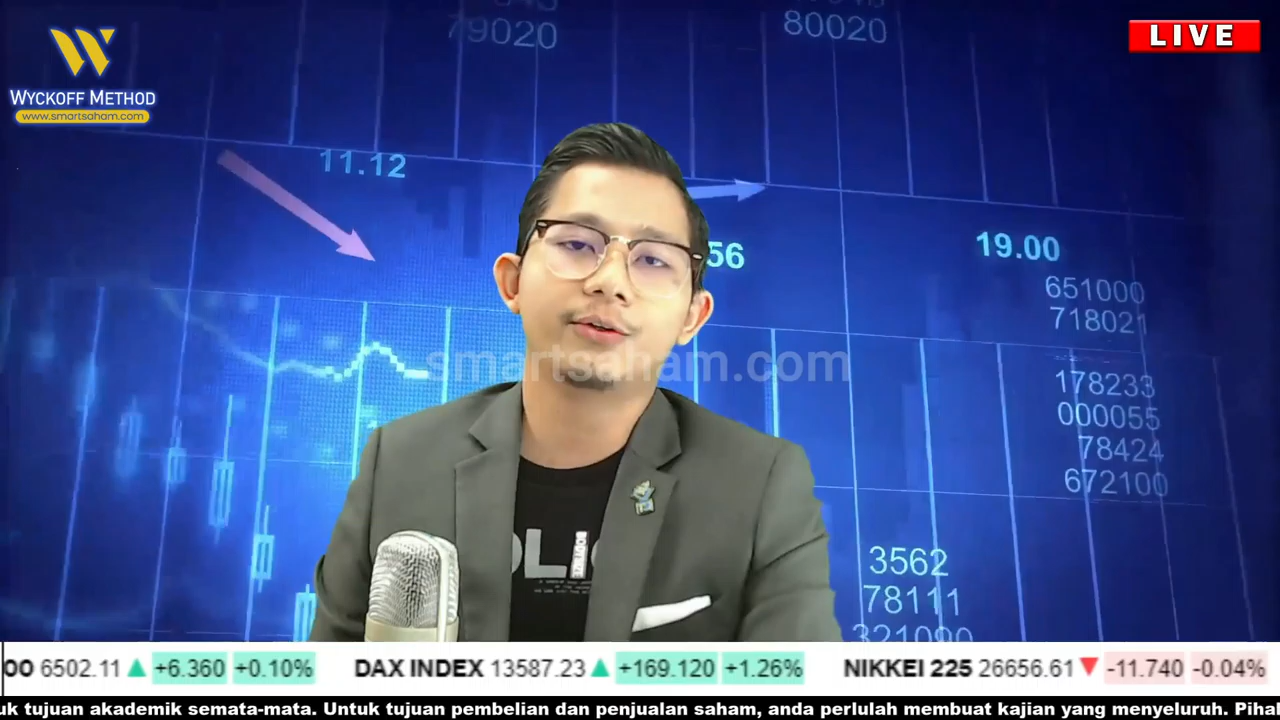 79020
80020
LIVE
WYCKOFF METHOD
www.smartsaham.com
11.12
56
19.00
651000
718021
smartsaham.com
178233
000055
78424
672100
3562
78111
321090
00 6502.11 ▲ +6.360 +0.10% DAX INDEX 13587.23 ▲ +169.120 +1.26% NIKKEI 225 26656.61 ▼ -11.740 -0.04%
uk tujuan akademik semata-mata. Untuk tujuan pembelian dan penjualan saham, anda perlulah membuat kajian yang menyeluruh. Pihal